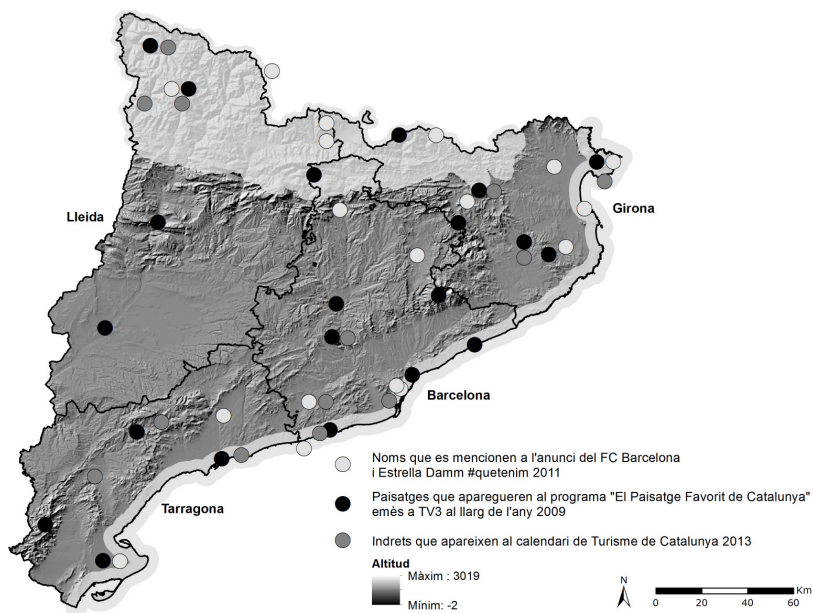 Lleida
Girona
Barcelona
Tarragona
Noms que es mencionen a l'anunci del FC Barcelona
i Estrella Damm #quetenim 2011
Paisatges que aparegueren al programa "El Paisatge Favorit de Catalunya"
emès a TV3 al llarg de l'any 2009
Indrets que apareixen al calendari de Turisme de Catalunya 2013
Altitud
Màxim : 3019
Mínim: -2
N
Km
0 20 40 60